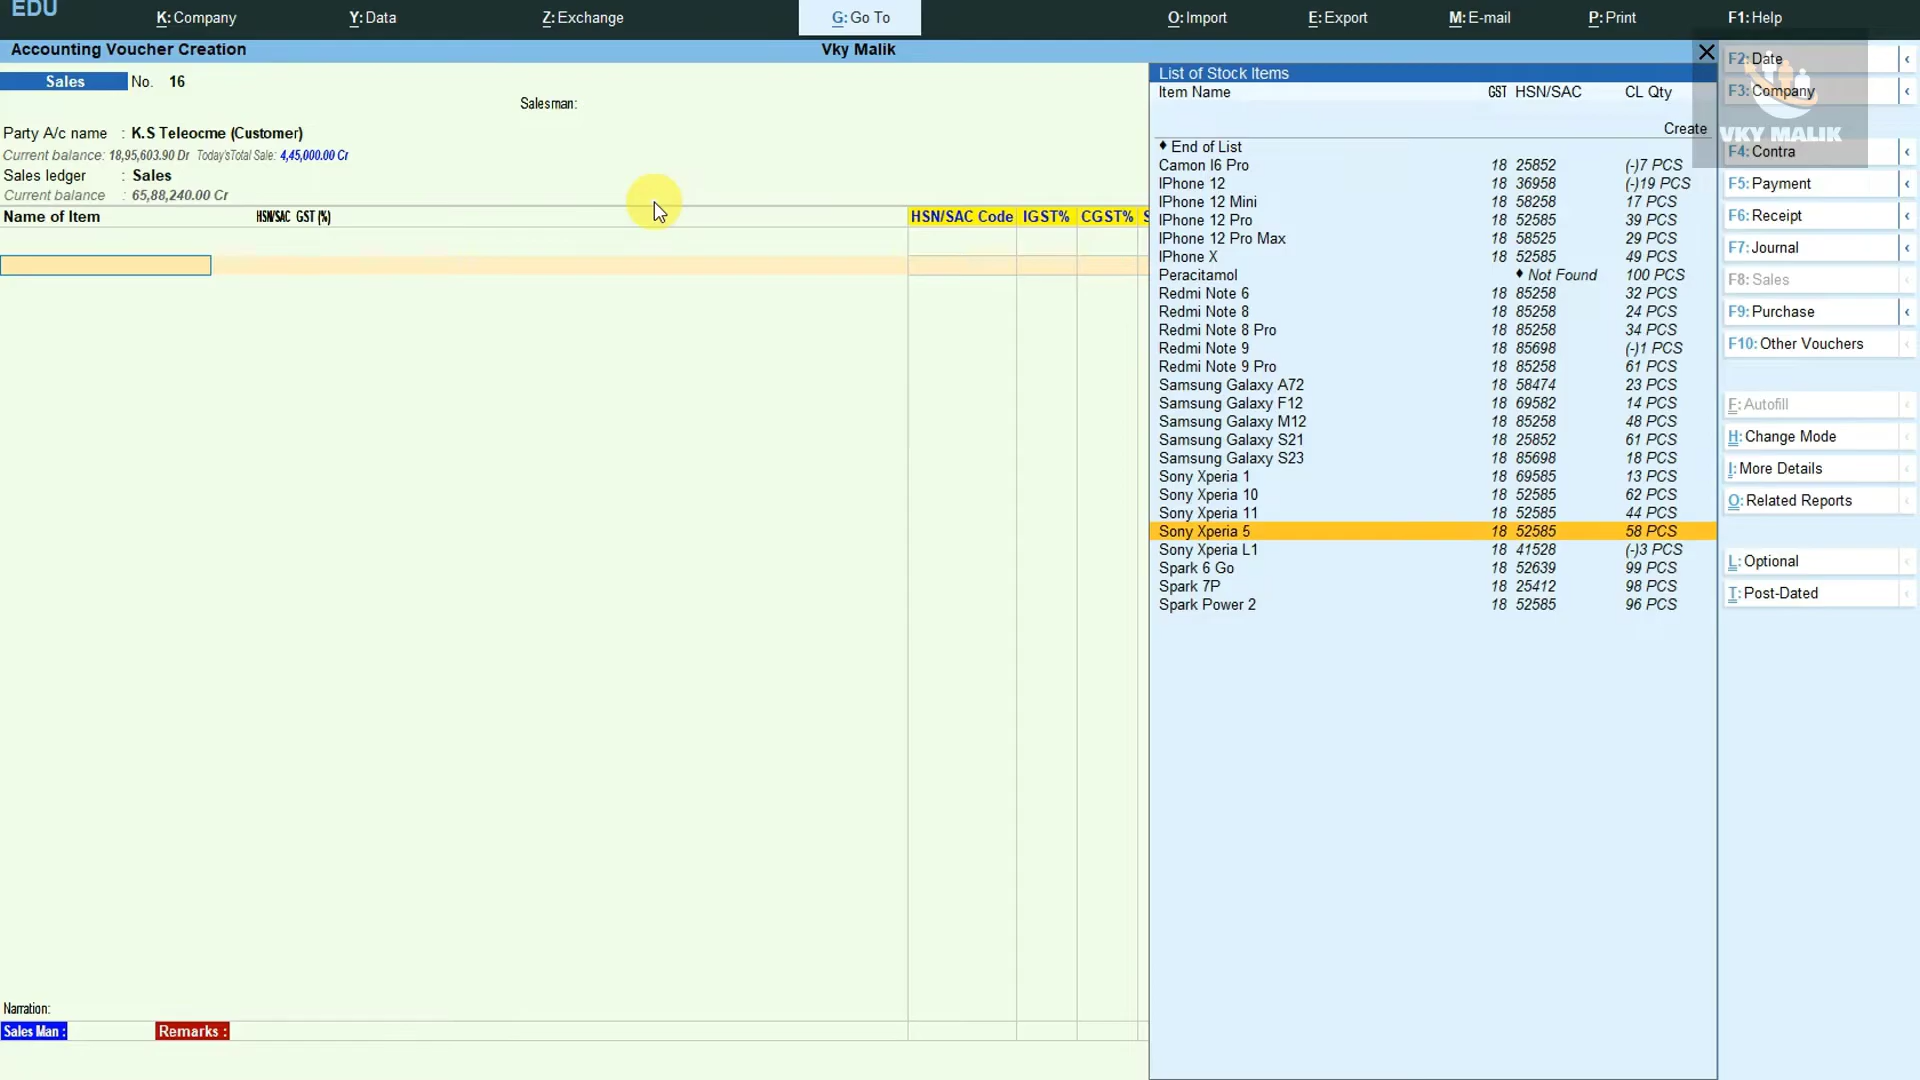 EDU
K: Company Y: Data Z: Exchange G: Go To O: Import E: Export M: E-mail P: Print F1: Help
Accounting Voucher Creation Vky Malik
Sales No. 16
Salesman:
Party A/c name : K.S Teleocme (Customer)
Current balance: 18,95,603.90 Dr Today'sTotal Sale: 4,45,000.00 Cr
Sales ledger : Sales
Current balance : 65,88,240.00 Cr
Name of Item HSN/SAC GST (%) HSN/SAC Code IGST% CGST% S
Narration:
Sales Man : Remarks :
List of Stock Items
Item Name GST HSN/SAC CL Qty
Create
♦ End of List
Camon I6 Pro 18 25852 (-)7 PCS
IPhone 12 18 36958 (-)19 PCS
IPhone 12 Mini 18 58258 17 PCS
IPhone 12 Pro 18 52585 39 PCS
IPhone 12 Pro Max 18 58525 29 PCS
IPhone X 18 52585 49 PCS
Peracitamol ♦ Not Found 100 PCS
Redmi Note 6 18 85258 32 PCS
Redmi Note 8 18 85258 24 PCS
Redmi Note 8 Pro 18 85258 34 PCS
Redmi Note 9 18 85698 (-)1 PCS
Redmi Note 9 Pro 18 85258 61 PCS
Samsung Galaxy A72 18 58474 23 PCS
Samsung Galaxy F12 18 69582 14 PCS
Samsung Galaxy M12 18 85258 48 PCS
Samsung Galaxy S21 18 25852 61 PCS
Samsung Galaxy S23 18 85698 18 PCS
Sony Xperia 1 18 69585 13 PCS
Sony Xperia 10 18 52585 62 PCS
Sony Xperia 11 18 52585 44 PCS
Sony Xperia 5 18 52585 58 PCS
Sony Xperia L1 18 41528 (-)3 PCS
Spark 6 Go 18 52639 99 PCS
Spark 7P 18 25412 98 PCS
Spark Power 2 18 52585 96 PCS
F2: Date
F3: Company
VKY MALIK
F4: Contra
F5: Payment
F6: Receipt
F7: Journal
F8: Sales
F9: Purchase
F10: Other Vouchers
F: Autofill
H: Change Mode
I: More Details
O: Related Reports
L: Optional
T: Post-Dated